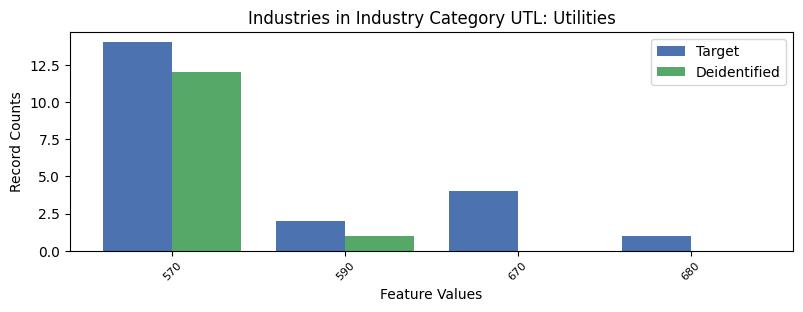 Industries in Industry Category UTL: Utilities
Target
Deidentified
Record Counts
12.5
10.0
7.5
5.0
2.5
0.0
570
590
670
680
Feature Values